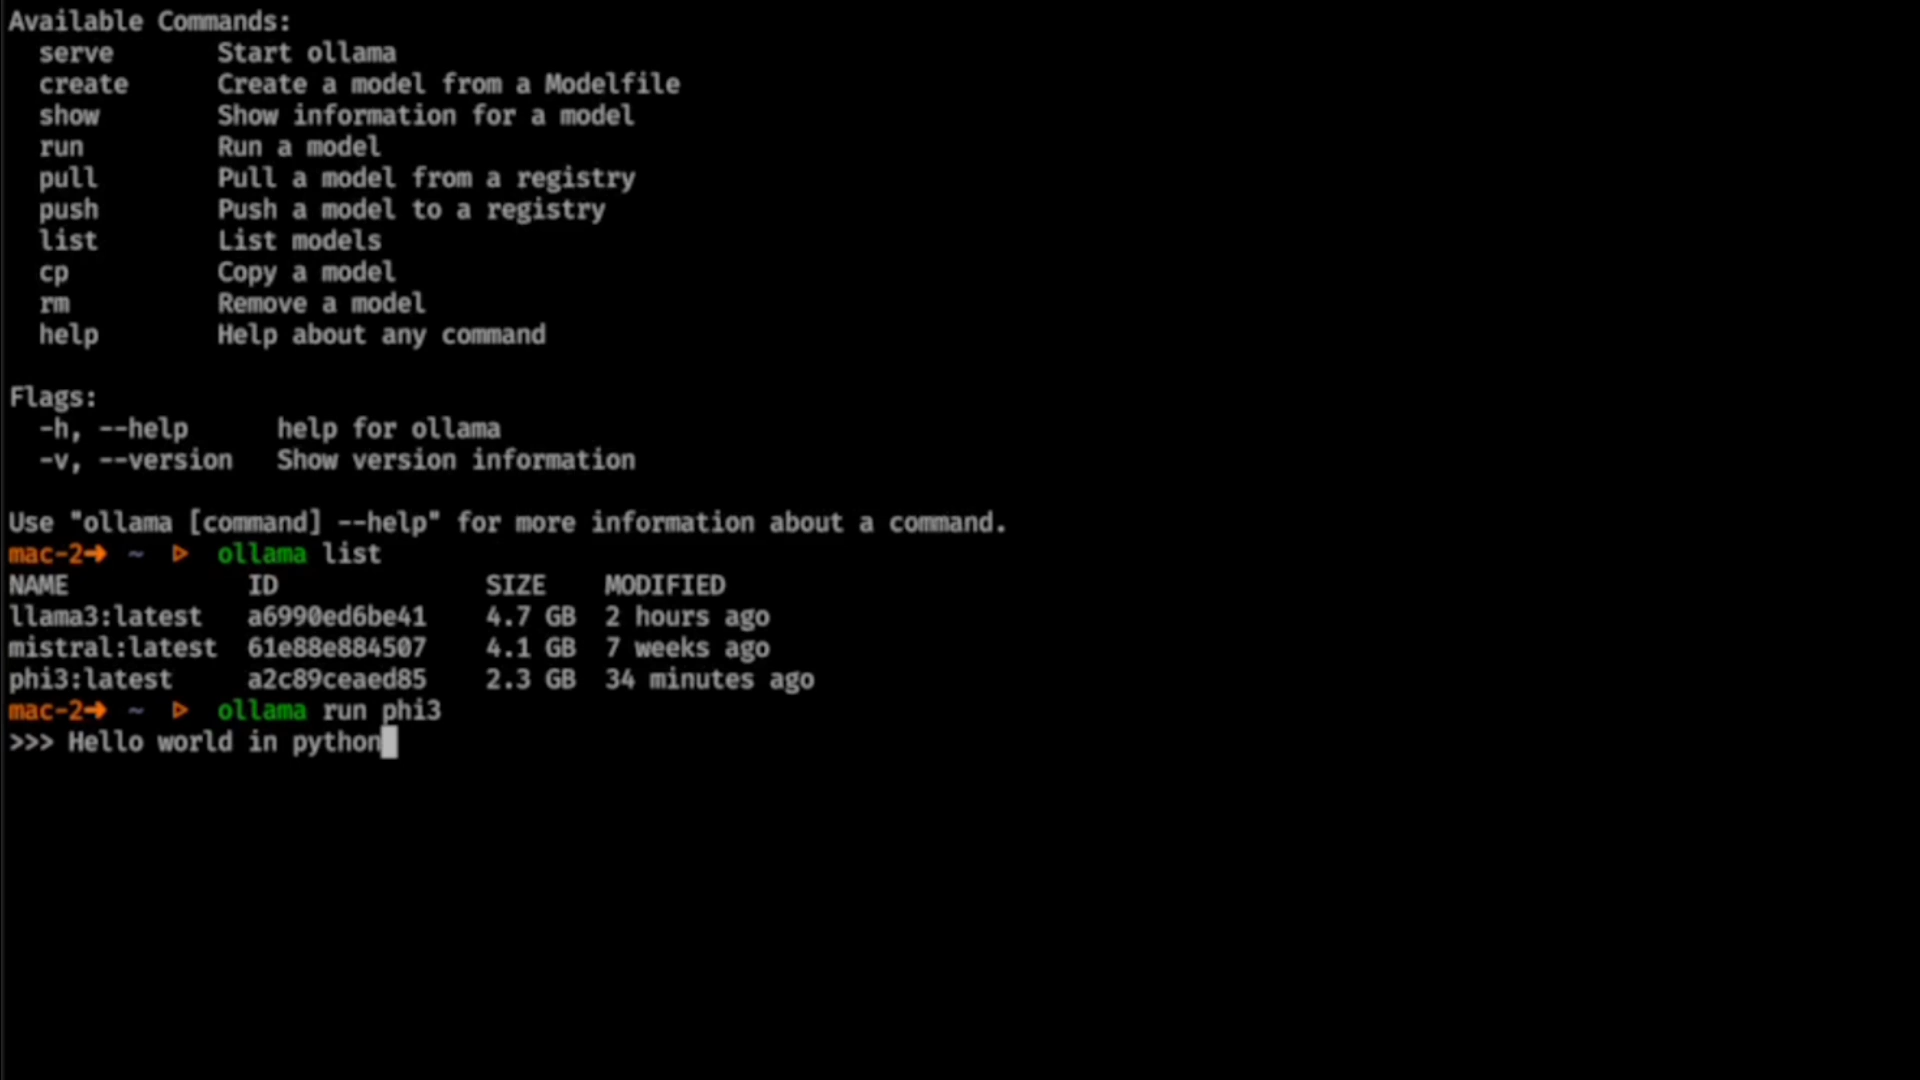 Available Commands:
serve Start ollama
create Create a model from a Modelfile
show Show information for a model
run Run a model
pull Pull a model from a registry
push Push a model to a registry
list List models
cp Copy a model
rm Remove a model
help Help about any command
Flags:
-h, --help help for ollama
-v, --version Show version information
Use "ollama [command] --help" for more information about a command.
mac-2➜ ~ ▷ ollama list
NAME ID SIZE MODIFIED
llama3:latest a6990ed6be41 4.7 GB 2 hours ago
mistral:latest 61e88e884507 4.1 GB 7 weeks ago
phi3:latest a2c89ceaed85 2.3 GB 34 minutes ago
mac-2➜ ~ ▷ ollama run phi3
>>> Hello world in python